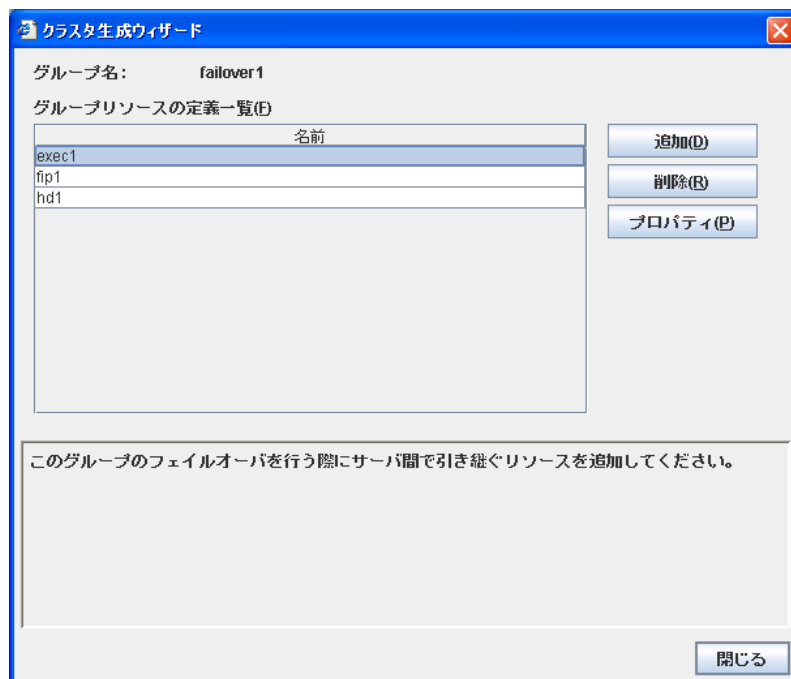 クラスタ生成ウィザード
グループ名: failover1
グループリソースの定義一覧(F)
名前
exec1
fip1
hd1
追加(D)
削除(R)
プロパティ(P)
このグループのフェイルオーバを行う際にサーバ間で引き継ぐリソースを追加してください。
閉じる